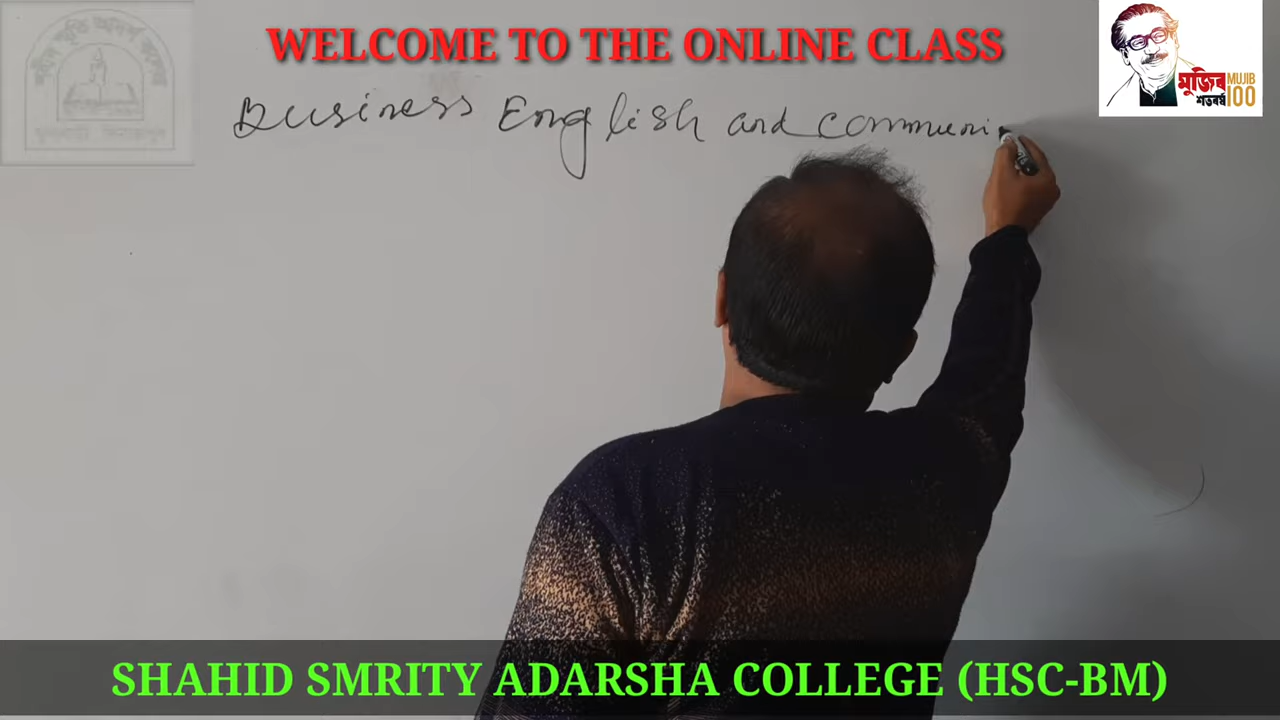 WELCOME TO THE ONLINE CLASS
মুজিব
শতবর্ষ
MUJIB
100
Business English and communi
SHAHID SMRITY ADARSHA COLLEGE (HSC-BM)